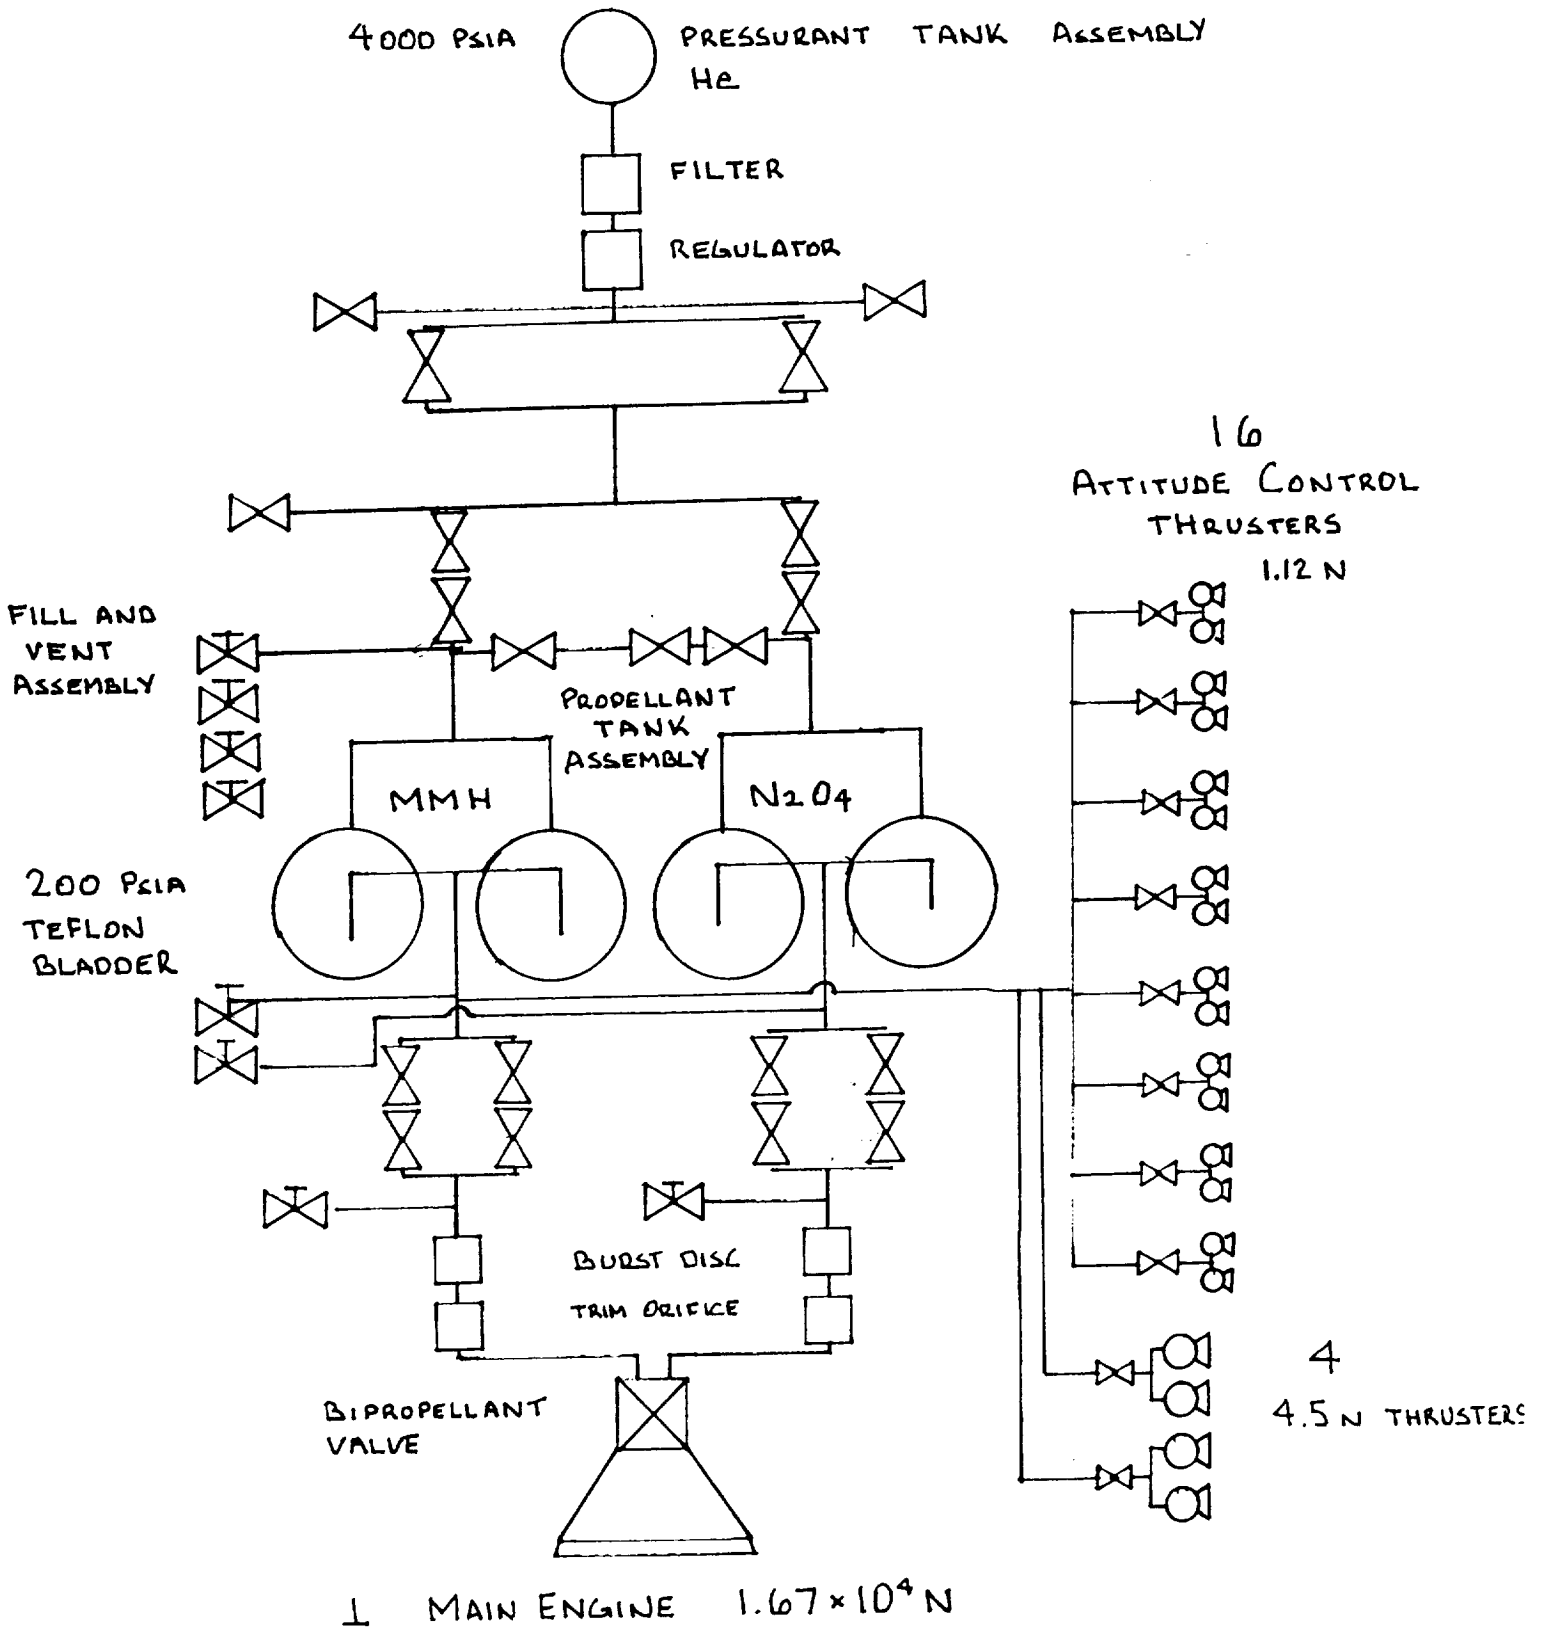 4000 PSIA
PRESSURANT TANK ASSEMBLY
He
FILTER
REGULATOR
16
ATTITUDE CONTROL
THRUSTERS
1.12 N
FILL AND
VENT
ASSEMBLY
PROPELLANT
TANK
ASSEMBLY
MMH
N2O4
200 PSIA
TEFLON
BLADDER
BURST DISC
TRIM ORIFICE
BIPROPELLANT
VALVE
4
4.5 N THRUSTERS
1 MAIN ENGINE 1.67 × 10⁴ N